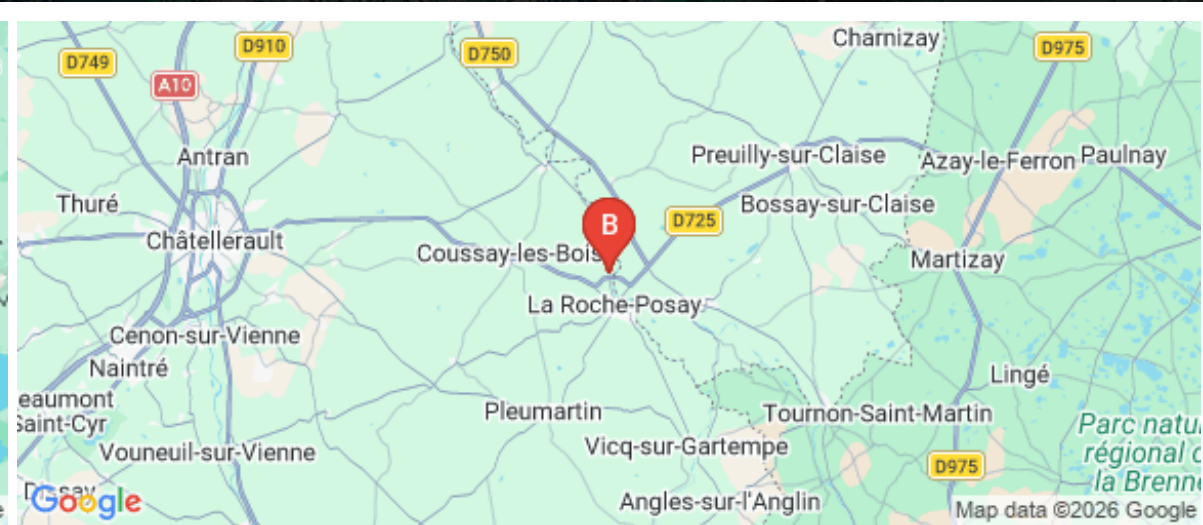 Charnizay
D910
D750
D975
D749
A10
Antran
Preuilly-sur-Claise
Azay-le-Ferron
Paulnay
Thuré
Bossay-sur-Claise
B
D725
Châtellerault
Coussay-les-Bois
Martizay
La Roche-Posay
Cenon-sur-Vienne
Naintré
Lingé
eaumont
Saint-Cyr
Pleumartin
Tournon-Saint-Martin
Parc natu
régional d
la Brenne
Vouneuil-sur-Vienne
Vicq-sur-Gartempe
D975
Google
Angles-sur-l'Anglin
Map data ©2026 Google